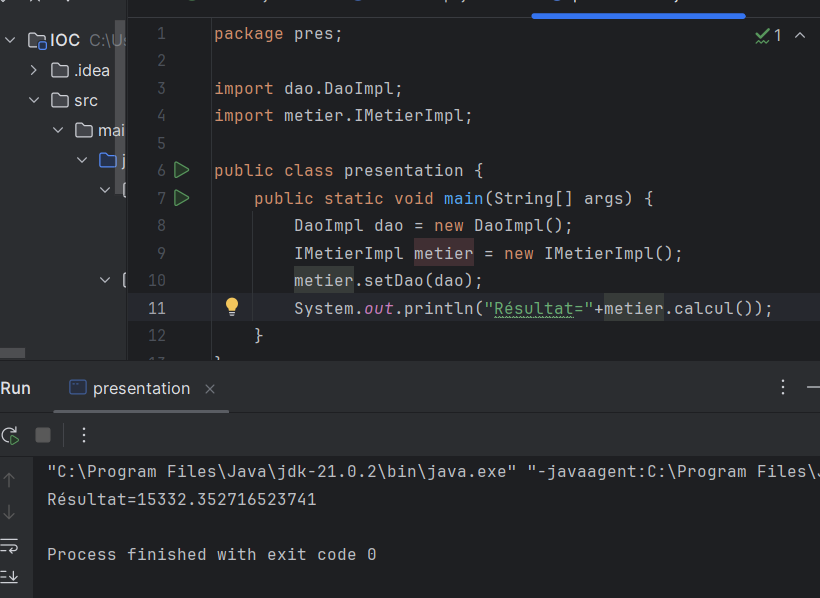 IOC C:\Us
.idea
src
mai
1 package pres;
2
3 import dao.DaoImpl;
4 import metier.IMetierImpl;
5
6 public class presentation {
7 public static void main(String[] args) {
8 DaoImpl dao = new DaoImpl();
9 IMetierImpl metier = new IMetierImpl();
10 metier.setDao(dao);
11 System.out.println("Résultat="+metier.calcul());
12 }
1
Run presentation
"C:\Program Files\Java\jdk-21.0.2\bin\java.exe" "-javaagent:C:\Program Files\
Résultat=15332.352716523741
Process finished with exit code 0